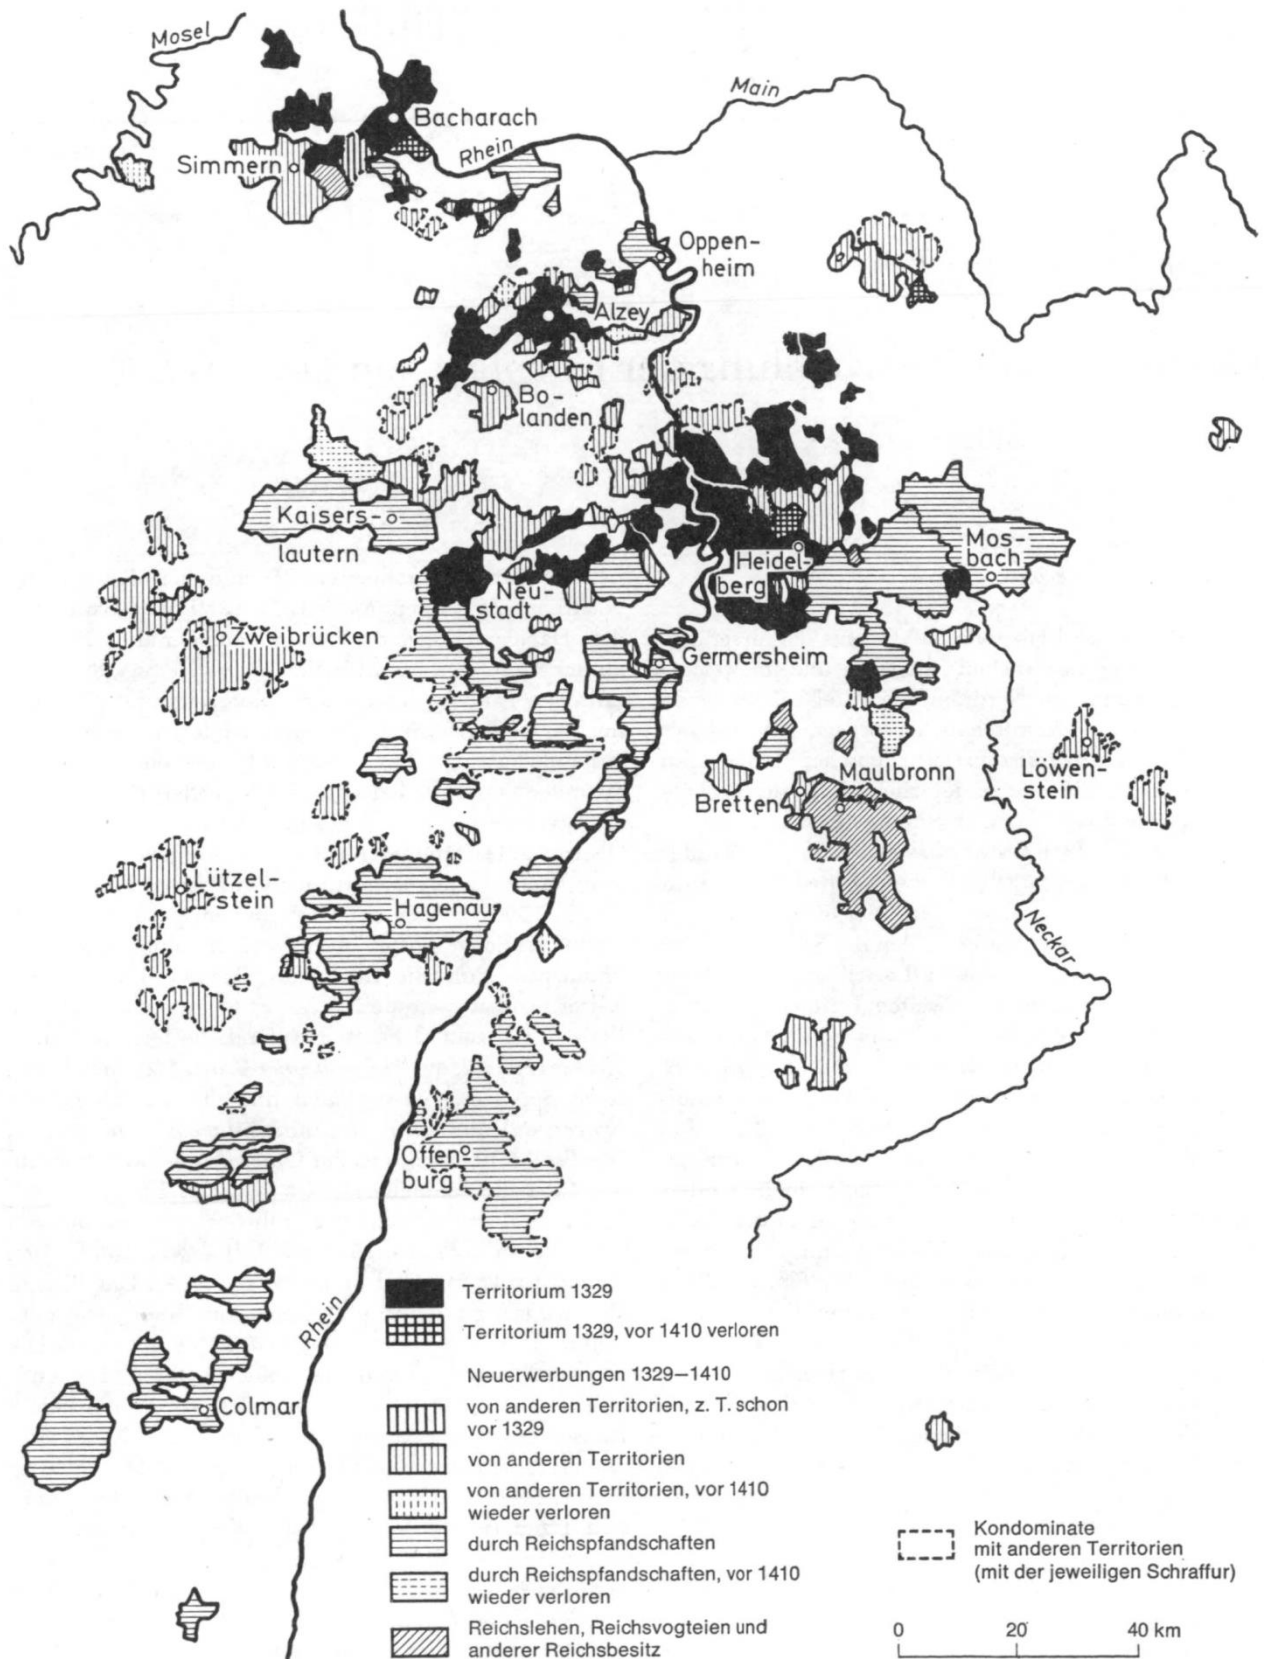 Mosel
Main
Bacharach
Rhein
Simmern
Oppen-
heim
Alzey
Bo-
landen
Kaisers-
lautern
Mos-
bach
Heidel-
berg
Neu-
stadt
Zweibrücken
Germersheim
Löwen-
stein
Maulbronn
Bretten
Lützel-
stein
Hagenau
Neckar
Offen-
burg
Rhein
Colmar
Territorium 1329
Territorium 1329, vor 1410 verloren
Neuerwerbungen 1329–1410
von anderen Territorien, z. T. schon
vor 1329
von anderen Territorien
von anderen Territorien, vor 1410
wieder verloren
durch Reichspfandschaften
durch Reichspfandschaften, vor 1410
wieder verloren
Reichslehen, Reichsvogteien und
anderer Reichsbesitz
Kondominate
mit anderen Territorien
(mit der jeweiligen Schraffur)
0 20 40 km